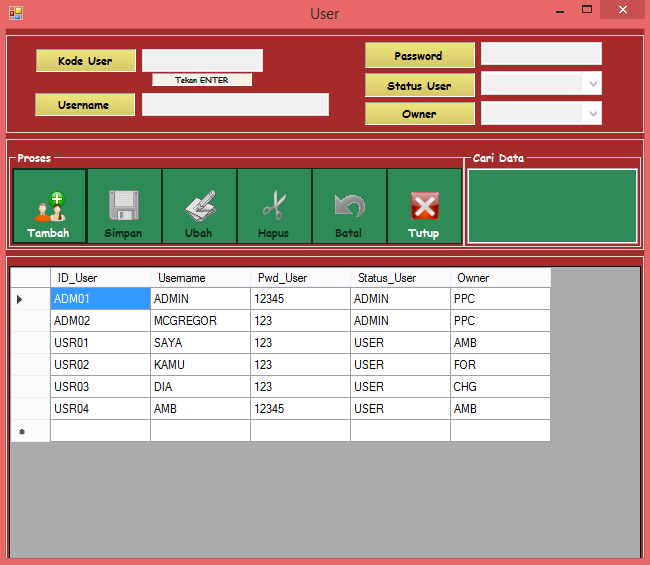 User
Kode User
Tekan ENTER
Username
Password
Status User
Owner
Proses
Cari Data
Tambah Simpan Ubah Hapus Batal Tutup
ID_User Username Pwd_User Status_User Owner
ADM01 ADMIN 12345 ADMIN PPC
ADM02 MCGREGOR 123 ADMIN PPC
USR01 SAYA 123 USER AMB
USR02 KAMU 123 USER FOR
USR03 DIA 123 USER CHG
USR04 AMB 12345 USER AMB